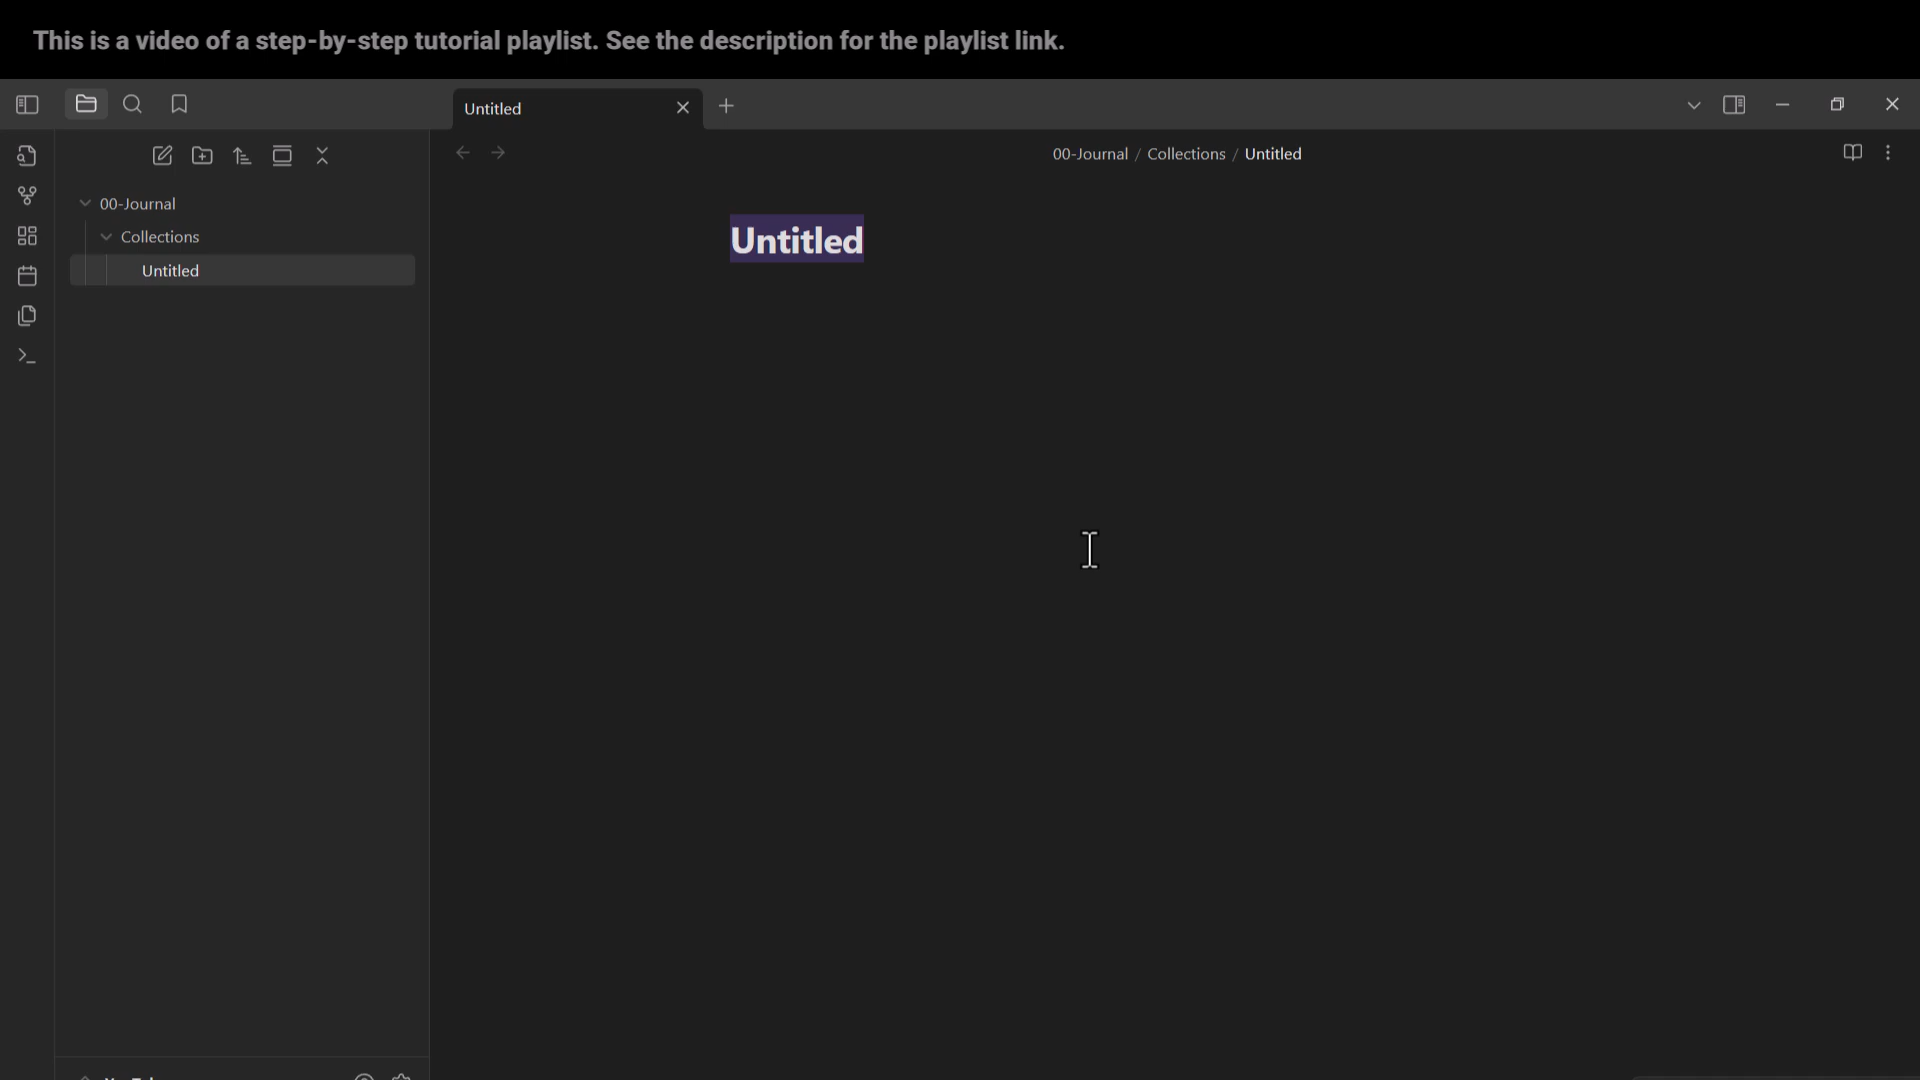 This is a video of a step-by-step tutorial playlist. See the description for the playlist link.
Untitled
00-Journal / Collections / Untitled
00-Journal
Collections
Untitled
Untitled